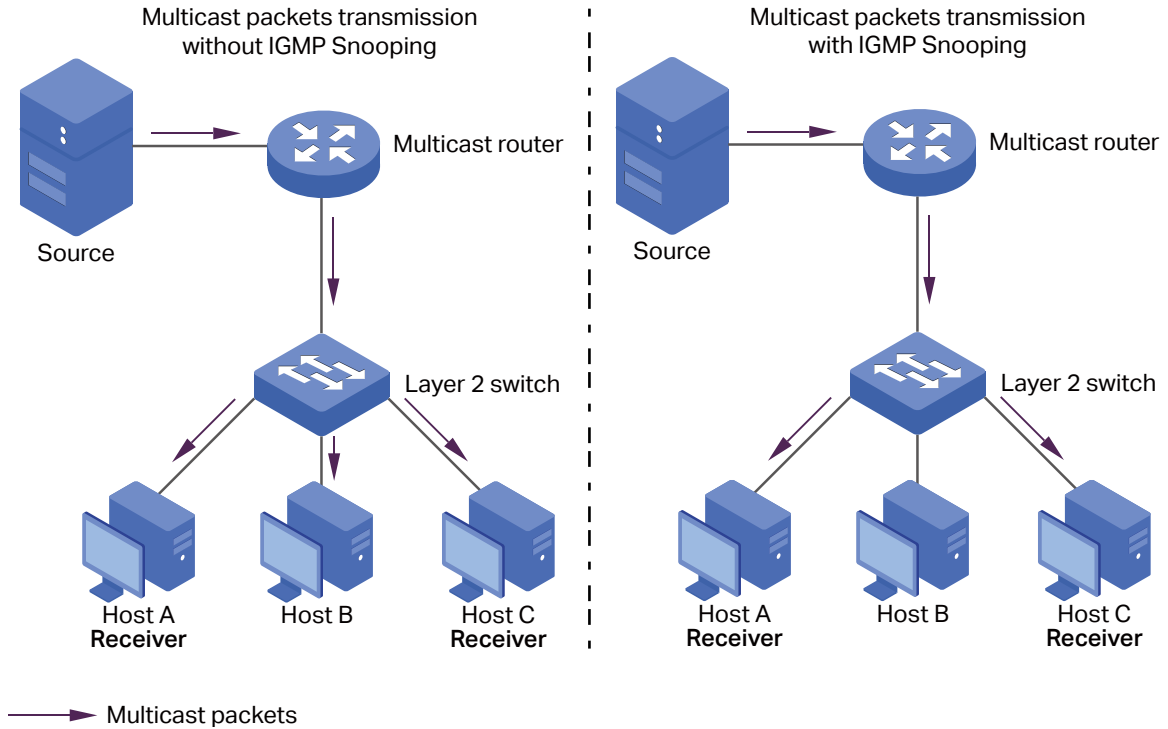 Multicast packets transmission
without IGMP Snooping
Multicast router
Source
Layer 2 switch
Host A
Receiver
Host B
Host C
Receiver
Multicast packets transmission
with IGMP Snooping
Multicast router
Source
Layer 2 switch
Host A
Receiver
Host B
Host C
Receiver
Multicast packets